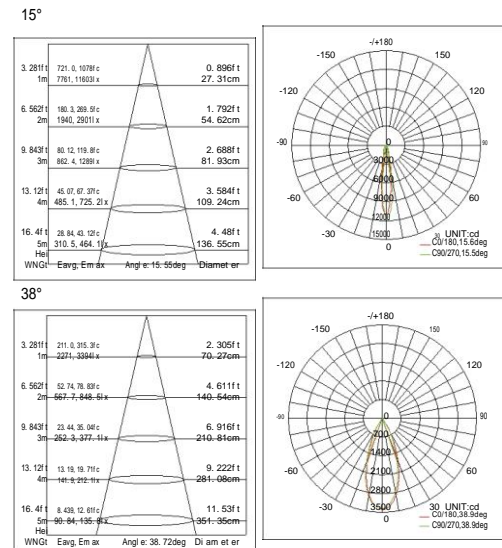 15°
3.281ft 721.0, 1078fc 0.896ft
1m 7761, 11603lx 27.31cm
6.562ft 180.3, 269.5fc 1.792ft
2m 1940, 2901lx 54.62cm
9.843ft 80.12, 119.8fc 2.688ft
3m 862.4, 1289lx 81.93cm
13.12ft 45.07, 67.37fc 3.584ft
4m 485.1, 725.2lx 109.24cm
16.4ft 28.84, 43.12fc 4.48ft
5m 310.5, 464.1lx 136.55cm
Hei
WNGt Eavg, Emax Angle: 15.55deg Diameter
-/+180
-150 150
-120 120
-90 0 90
3000
6000
-60 9000 60
12000
-30 15000 30
0
UNIT:cd
C0/180,15.6deg
C90/270,15.5deg
38°
3.281ft 211.0, 315.3fc 2.305ft
1m 2271, 3394lx 70.27cm
6.562ft 52.74, 78.83fc 4.611ft
2m 567.7, 848.5lx 140.54cm
9.843ft 23.44, 35.04fc 6.916ft
3m 252.3, 377.1lx 210.81cm
13.12ft 13.19, 19.71fc 9.222ft
4m 141.9, 212.1lx 281.08cm
16.4ft 8.439, 12.61fc 11.53ft
5m 90.84, 135.8lx 351.35cm
Hei
WNGt Eavg, Emax Angle: 38.72deg Diameter
-/+180
-150 150
-120 120
-90 0 90
700
1400
-60 2100 60
2800
-30 3500 30
0
UNIT:cd
C0/180,38.9deg
C90/270,38.9deg